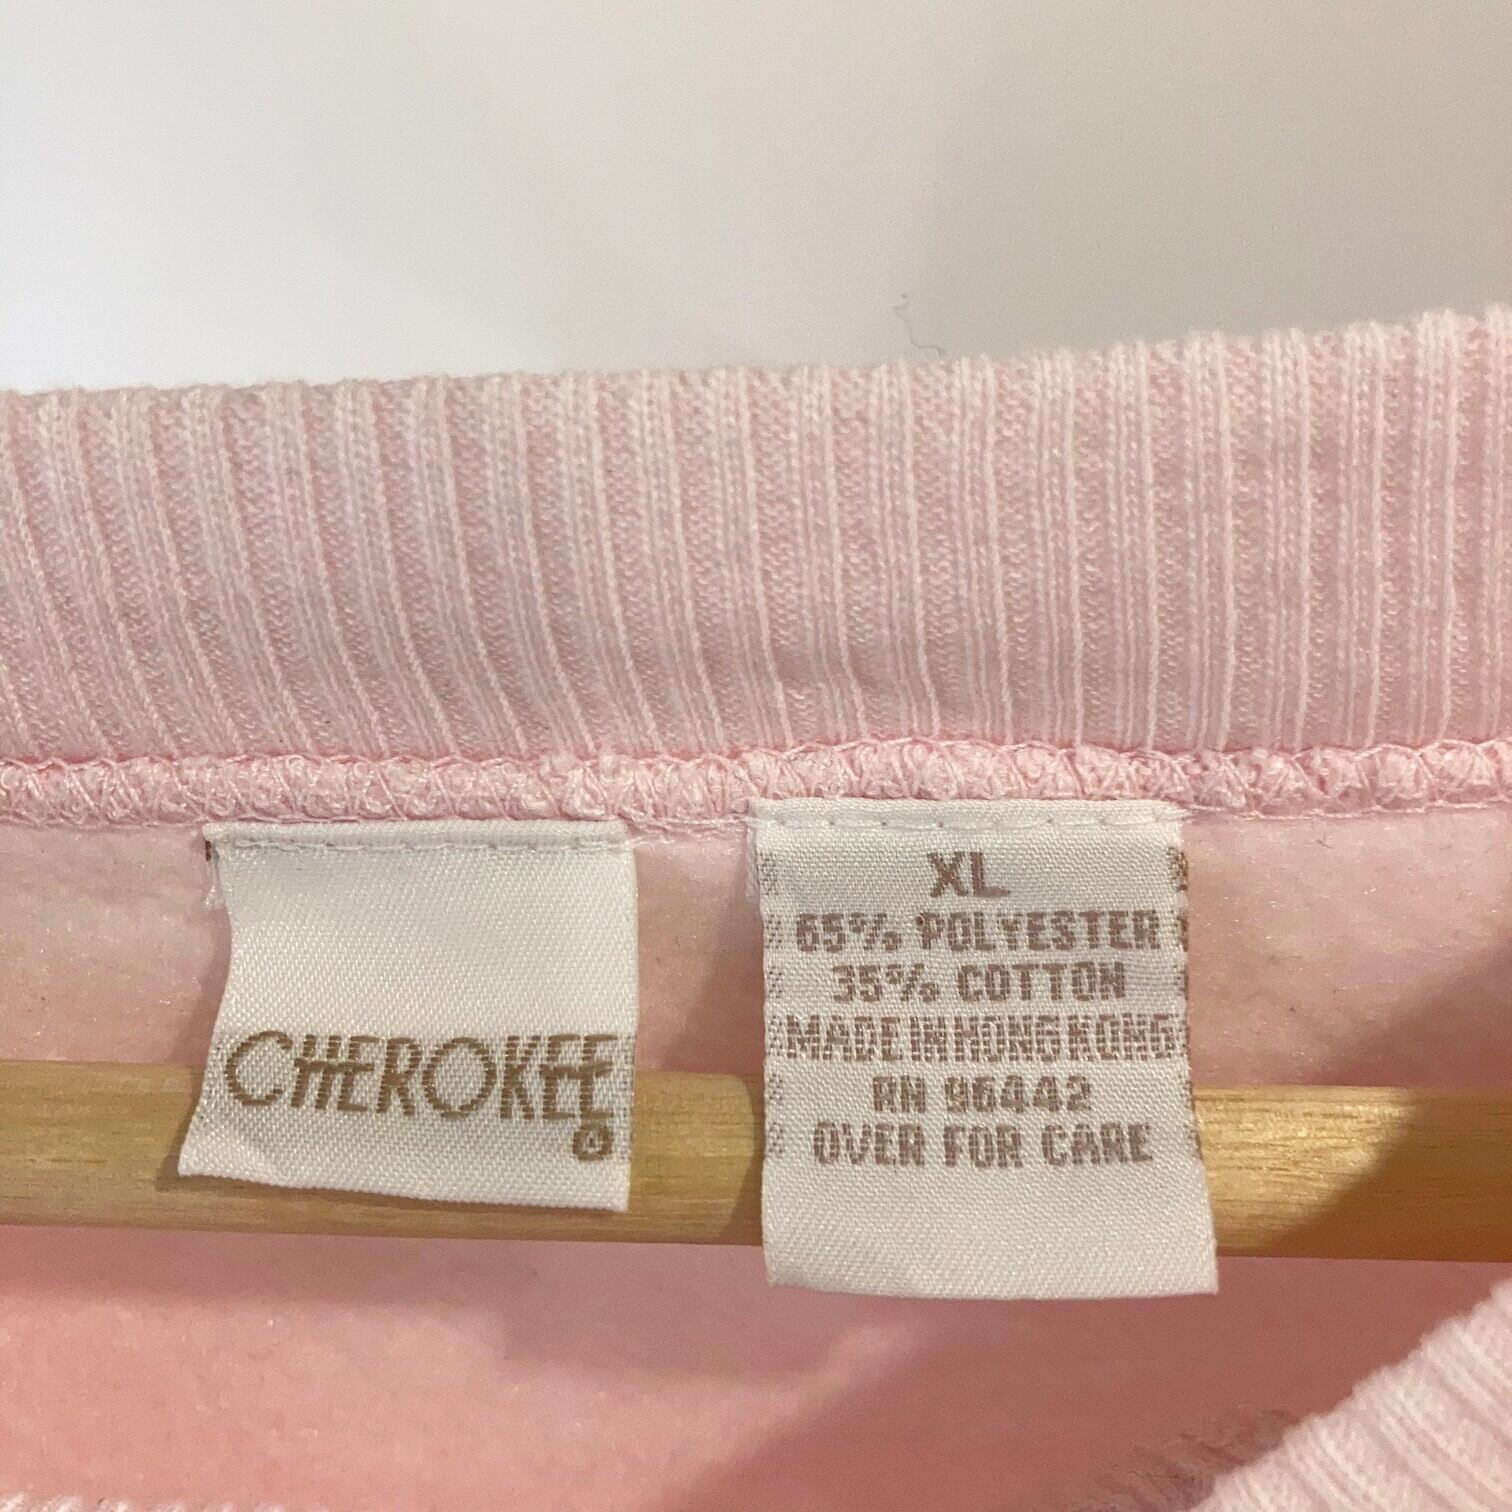 CHEROKEE
XL
65% POLYESTER
35% COTTON
MADE IN HONG KONG
RN 96442
OVER FOR CARE